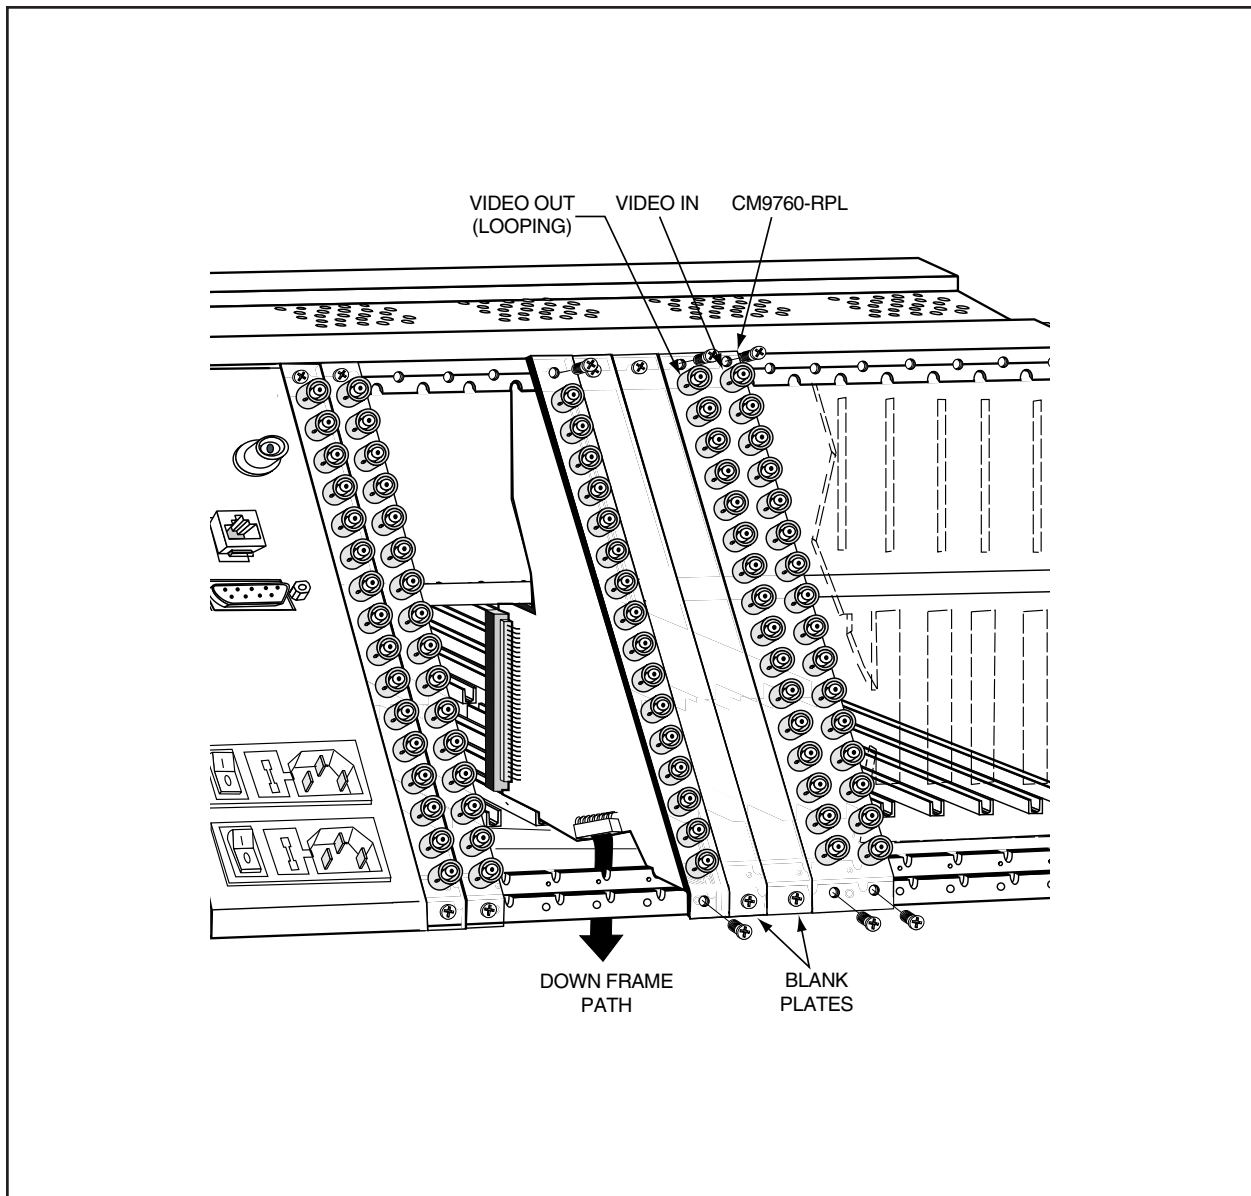 VIDEO OUT
(LOOPING)
VIDEO IN
CM9760-RPL
DOWN FRAME
PATH
BLANK
PLATES